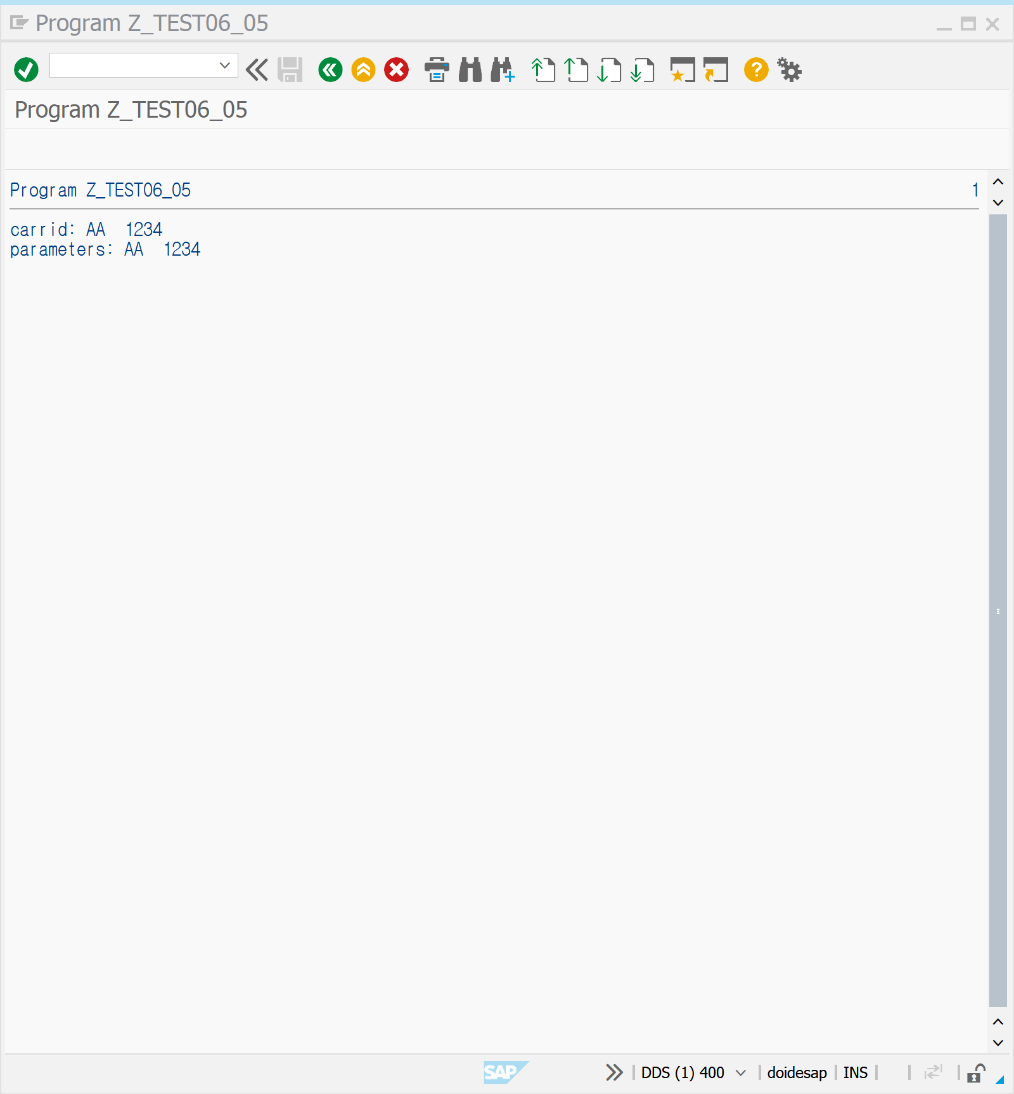 Program Z_TEST06_05
Program Z_TEST06_05
Program Z_TEST06_05 1
carrid: AA 1234
parameters: AA 1234
SAP DDS (1) 400 doidesap INS